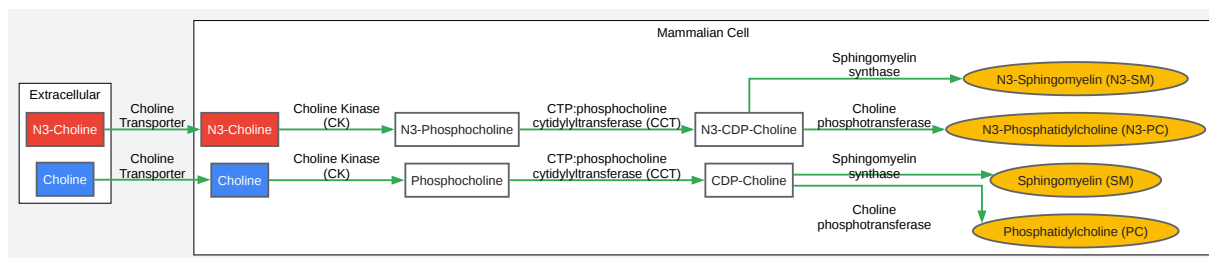 Mammalian Cell
Extracellular
N3-Choline
Choline
Transporter
N3-Choline
Choline Kinase
(CK)
N3-Phosphocholine
CTP:phosphocholine
cytidylyltransferase (CCT)
N3-CDP-Choline
Sphingomyelin
synthase
N3-Sphingomyelin (N3-SM)
Choline
phosphotransferase
N3-Phosphatidylcholine (N3-PC)
Choline
Choline
Transporter
Choline
Choline Kinase
(CK)
Phosphocholine
CTP:phosphocholine
cytidylyltransferase (CCT)
CDP-Choline
Sphingomyelin
synthase
Sphingomyelin (SM)
Choline
phosphotransferase
Phosphatidylcholine (PC)